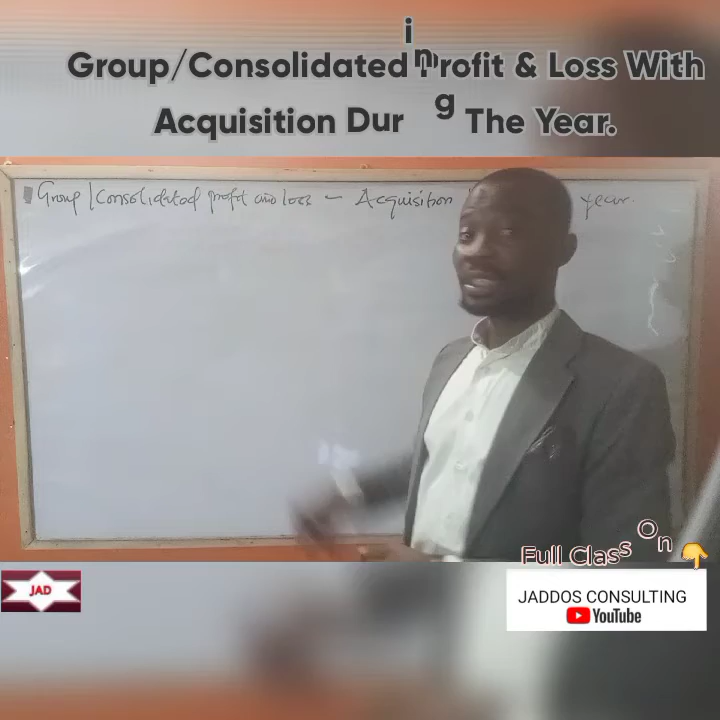 Group/Consolidated Profit & Loss With
Acquisition During The Year.
Group / Consolidated profit and loss - Acquisition year.
Full Class On 👇
JAD
JADDOS CONSULTING
YouTube